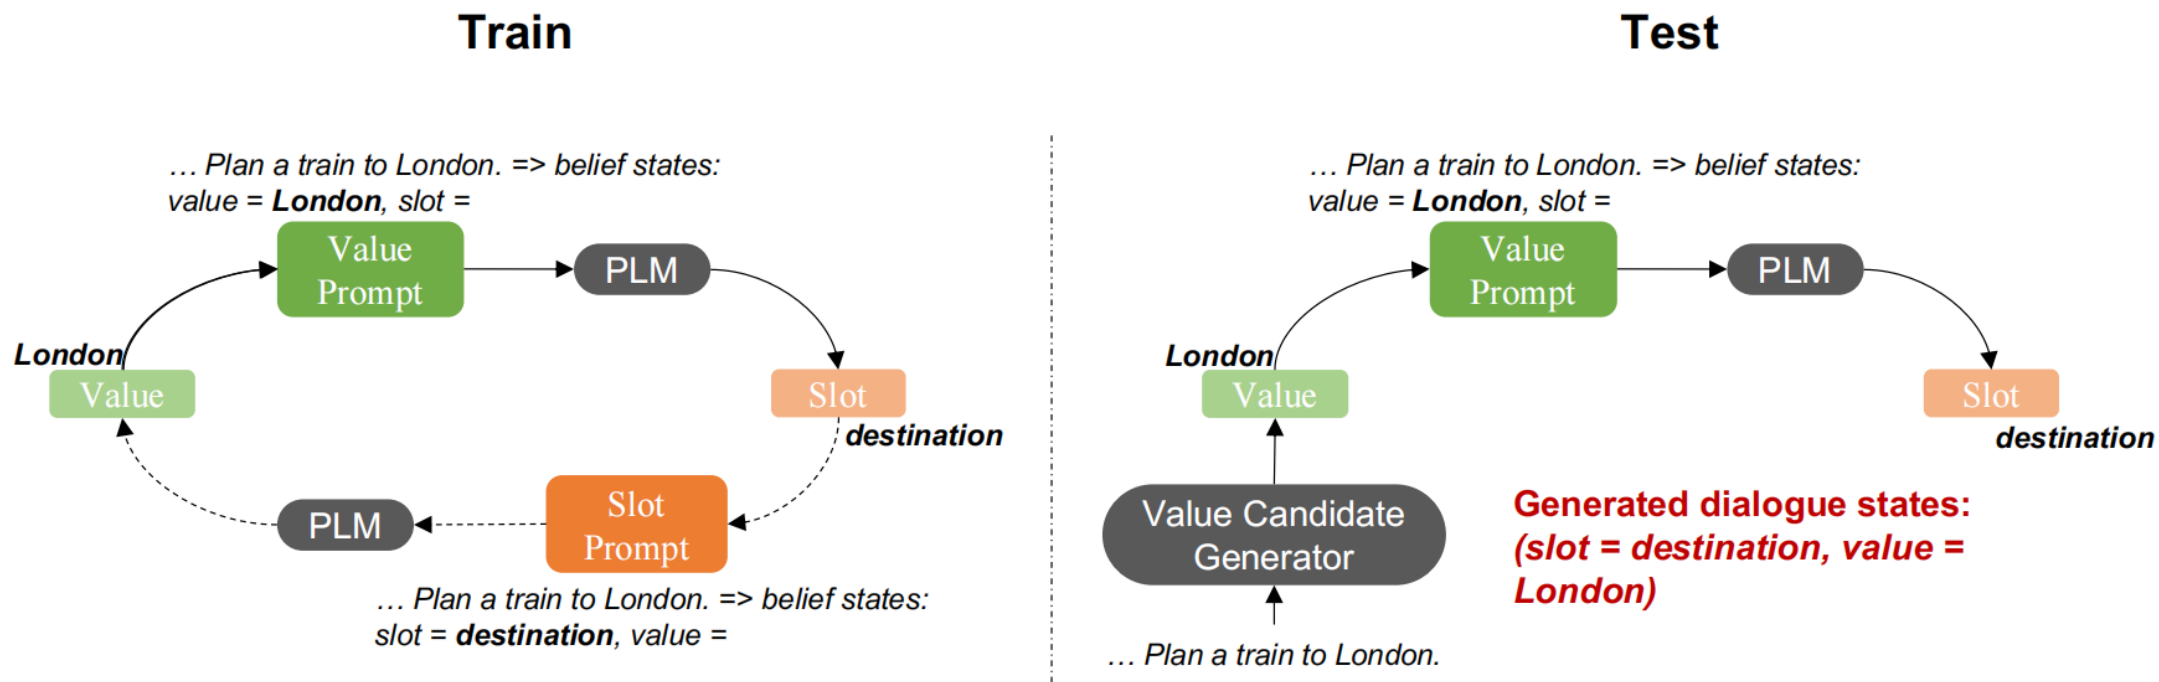 Train
… Plan a train to London. => belief states:
value = London, slot =
Value
Prompt
PLM
London
Value
Slot
destination
PLM
Slot
Prompt
… Plan a train to London. => belief states:
slot = destination, value =
Test
… Plan a train to London. => belief states:
value = London, slot =
Value
Prompt
PLM
London
Value
Slot
destination
Value Candidate
Generator
… Plan a train to London.
Generated dialogue states:
(slot = destination, value =
London)